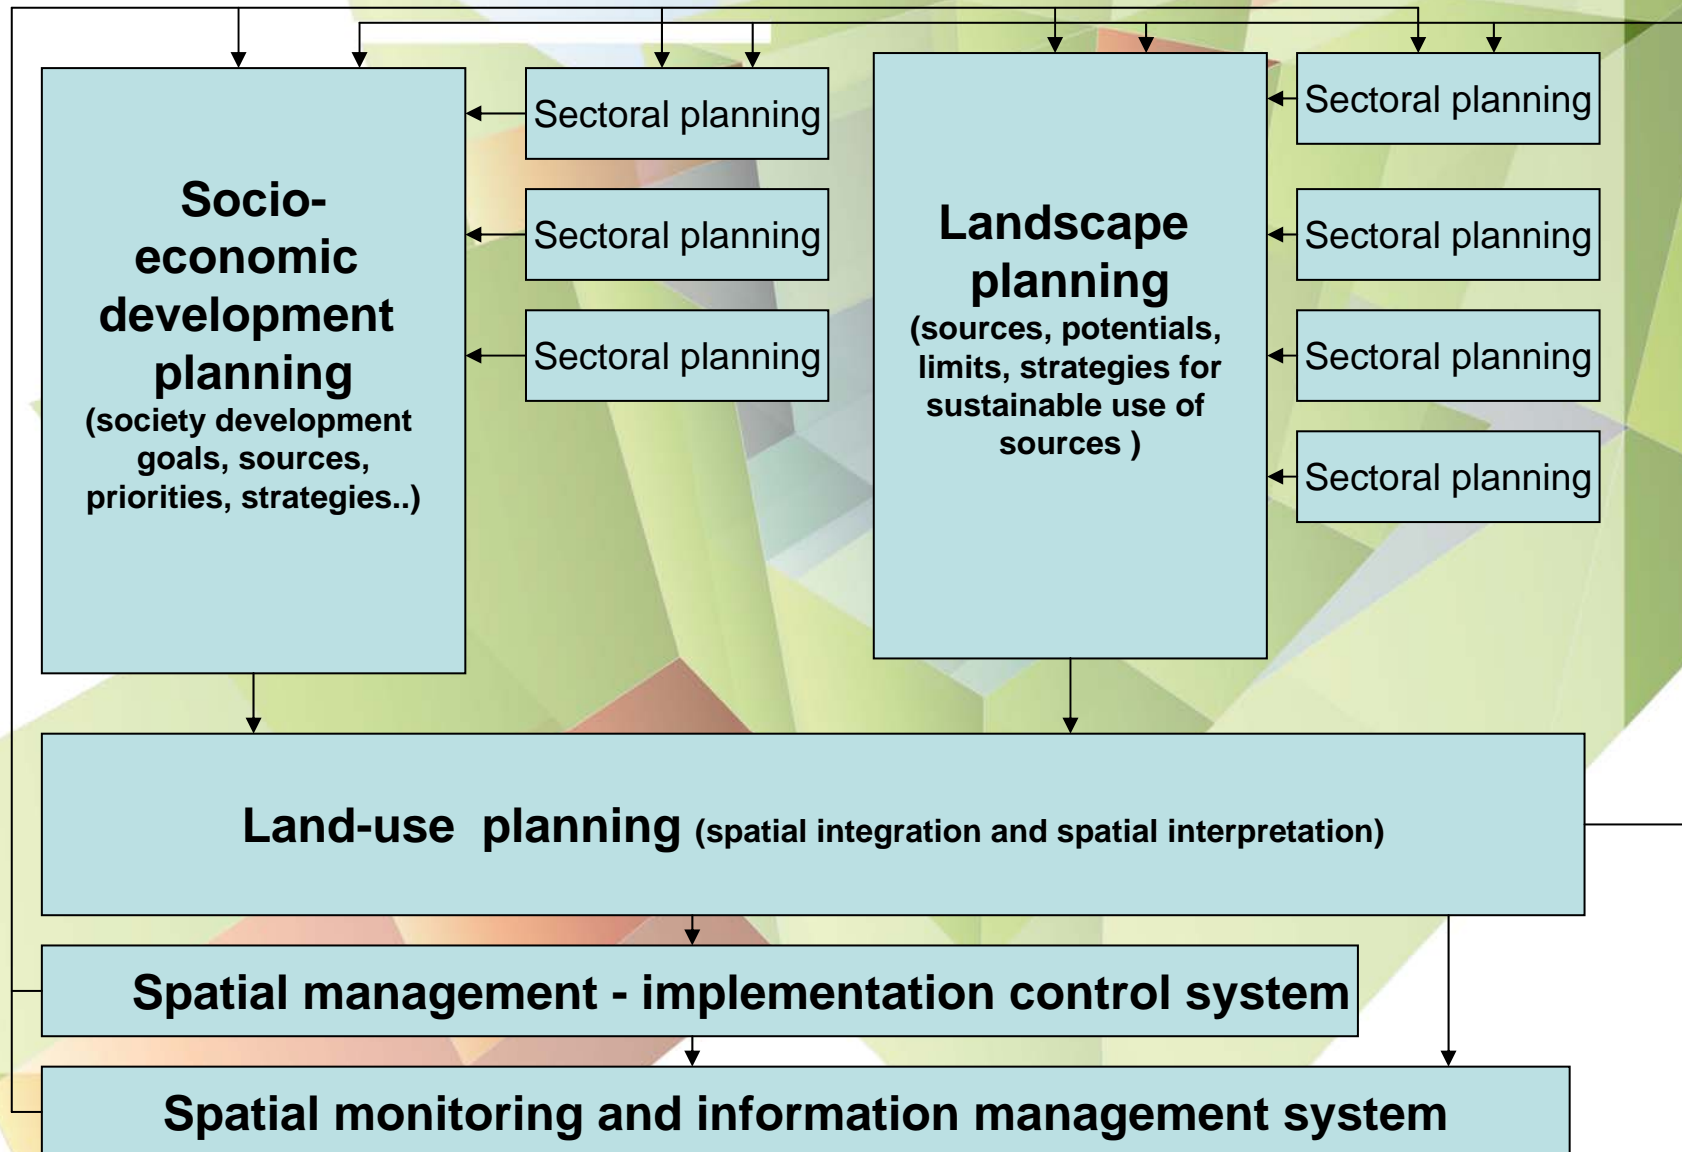 Socio-
economic
development
planning
(society development
goals, sources,
priorities, strategies..)
Sectoral planning
Sectoral planning
Sectoral planning
Landscape
planning
(sources, potentials,
limits, strategies for
sustainable use of
sources )
Sectoral planning
Sectoral planning
Sectoral planning
Sectoral planning
Land-use  planning (spatial integration and spatial interpretation)
Spatial management - implementation control system
Spatial monitoring and information management system